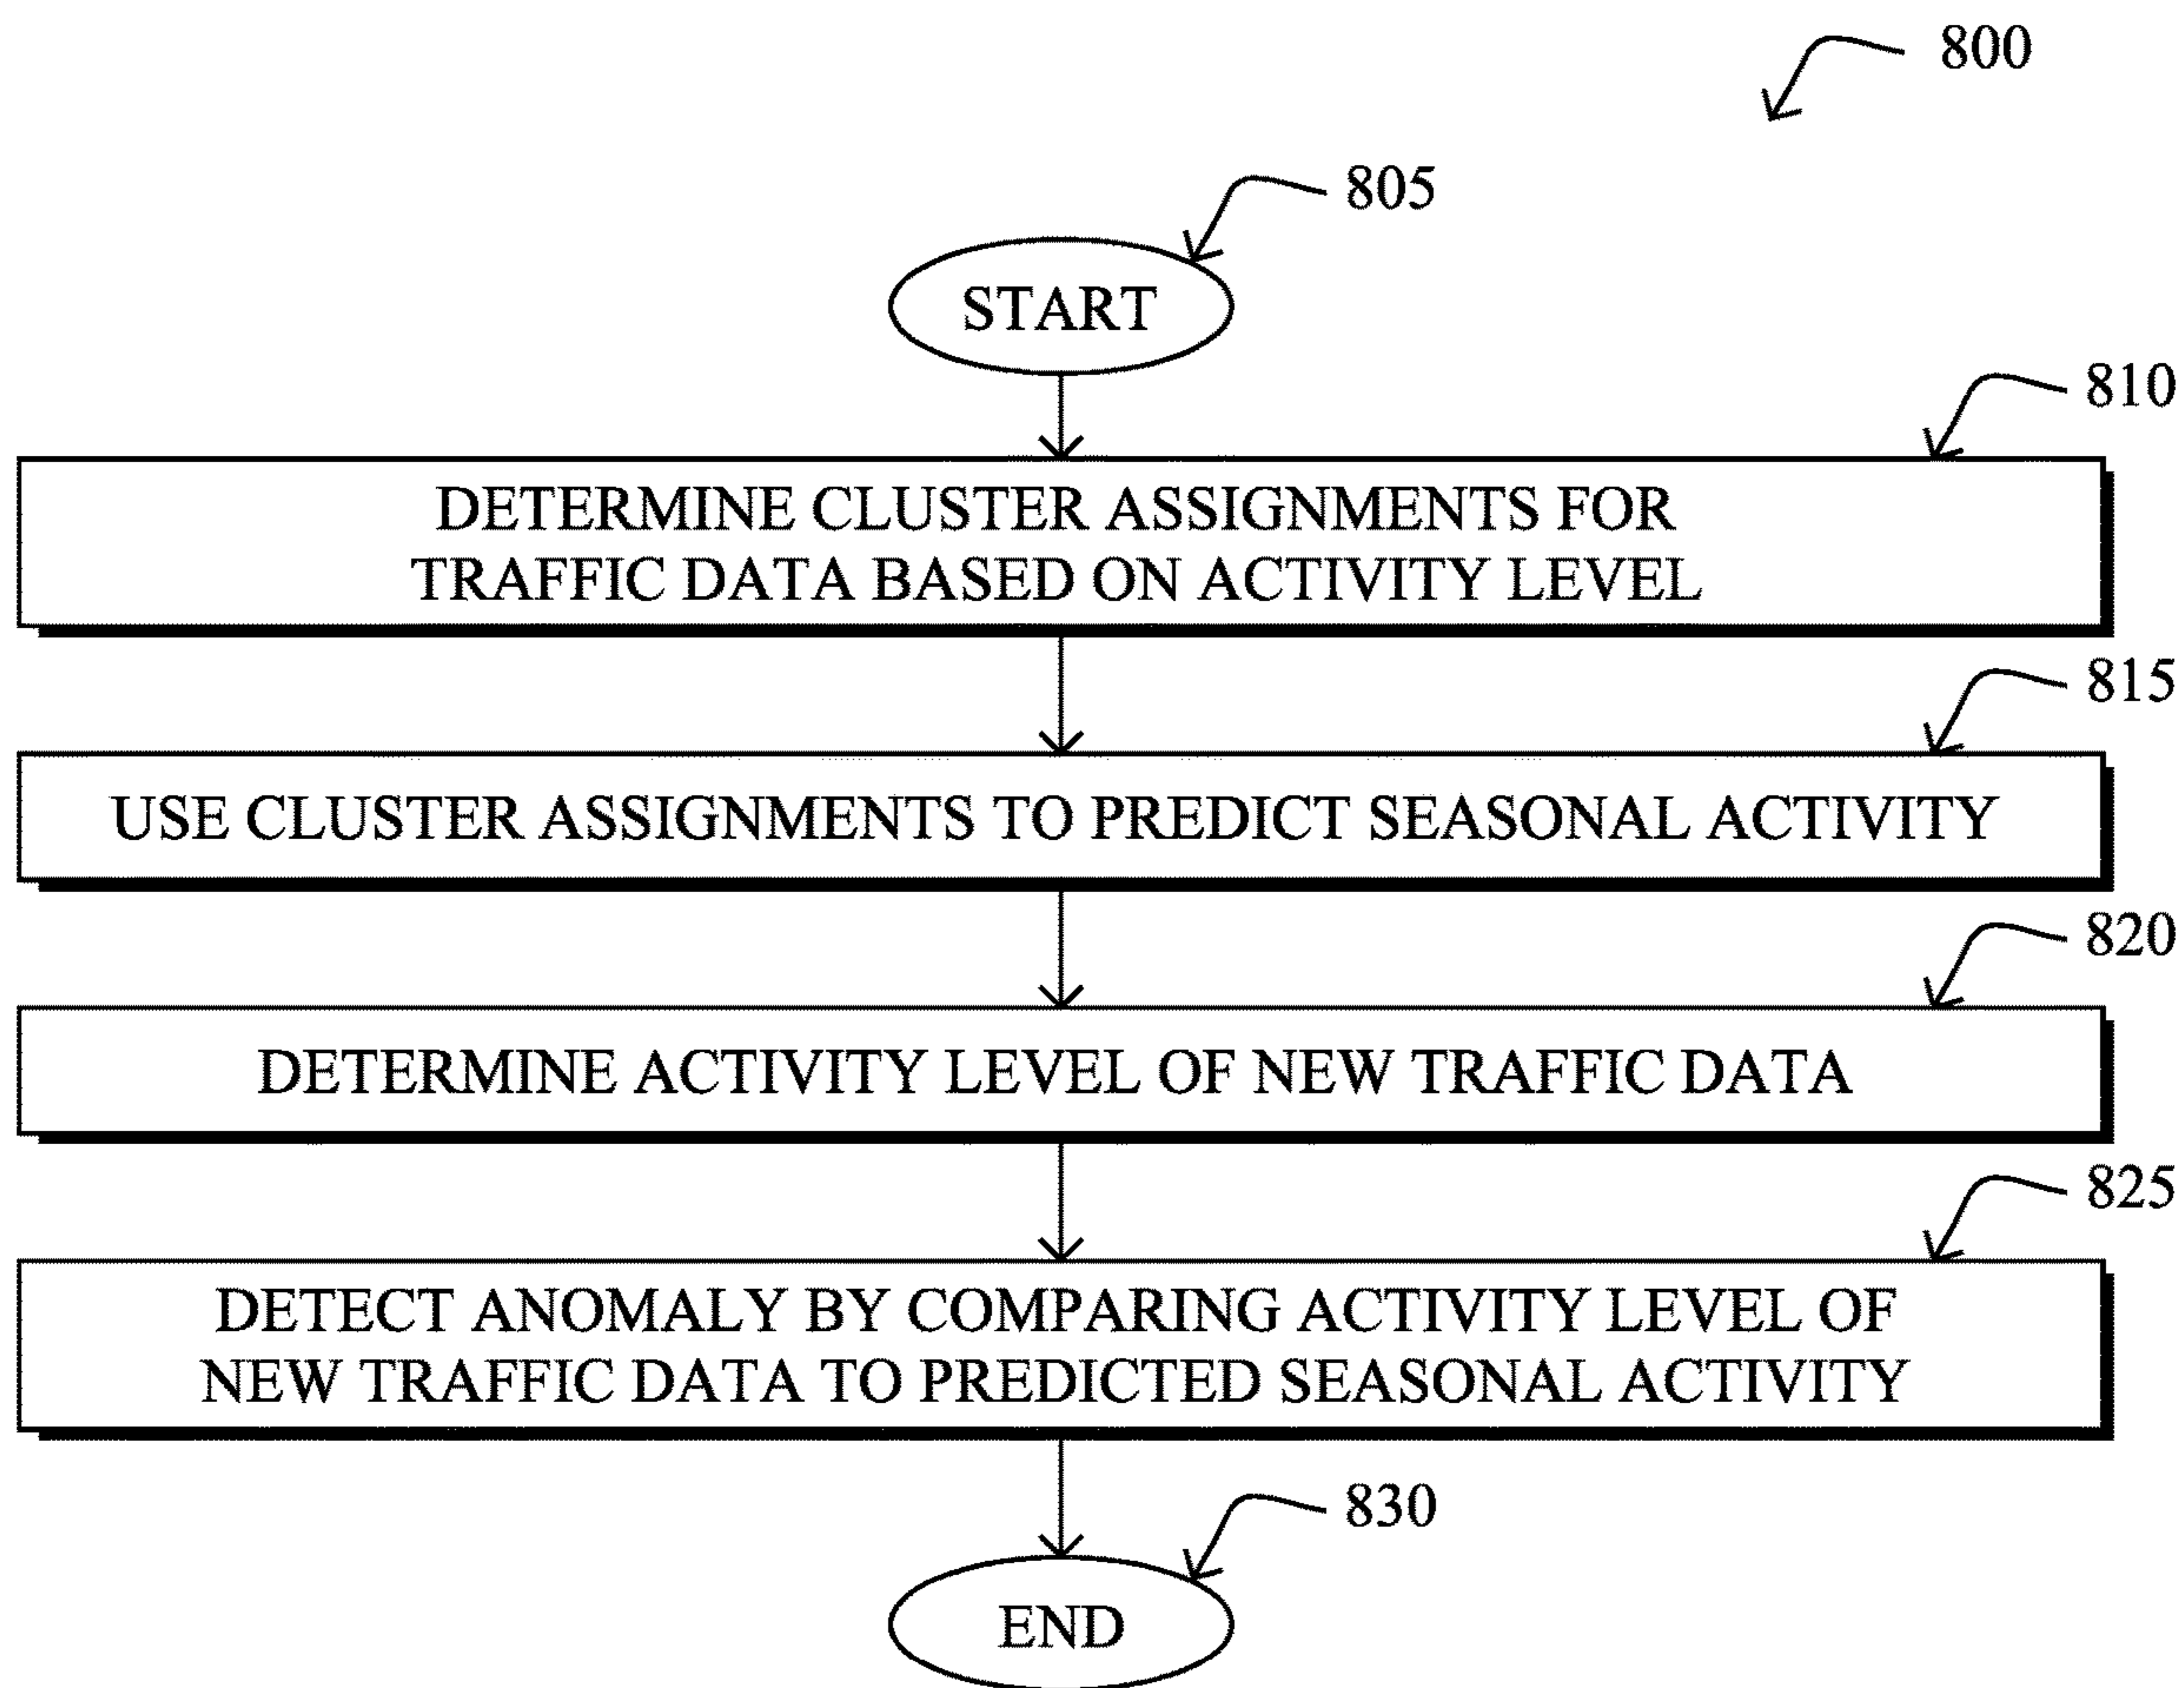 800
805
START
810
DETERMINE CLUSTER ASSIGNMENTS FOR
TRAFFIC DATA BASED ON ACTIVITY LEVEL
815
USE CLUSTER ASSIGNMENTS TO PREDICT SEASONAL ACTIVITY
820
DETERMINE ACTIVITY LEVEL OF NEW TRAFFIC DATA
825
DETECT ANOMALY BY COMPARING ACTIVITY LEVEL OF
NEW TRAFFIC DATA TO PREDICTED SEASONAL ACTIVITY
830
END